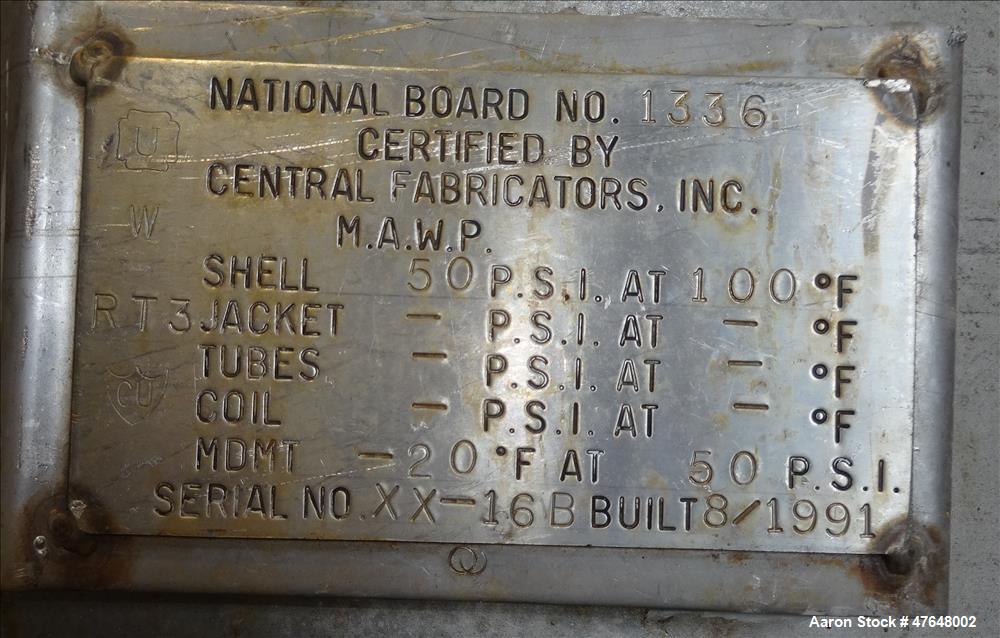 NATIONAL BOARD NO. 1336
U
CERTIFIED BY
CENTRAL FABRICATORS, INC.
W
M.A.W.P.
SHELL 50 P.S.I. AT 100 °F
RT3 JACKET - P.S.I. AT - °F
TUBES - P.S.I. AT - °F
CU
COIL - P.S.I. AT - °F
MDMT -20 °F AT 50 P.S.I.
SERIAL NO. XX-16B BUILT 8/1991
Aaron Stock # 47648002